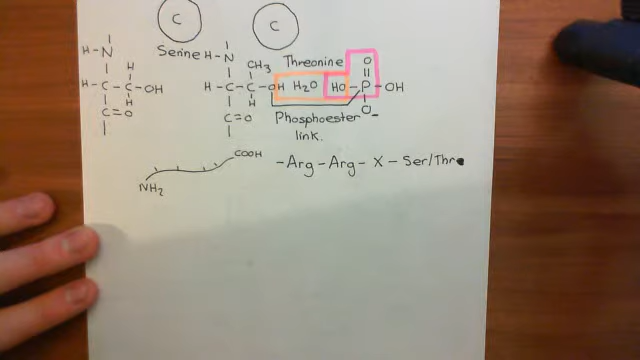 C
C
Serine
H-N
H
H-C-C-OH
H
C=O
H-N
CH3
Threonine
H-C-C-OH H2O HO-P-OH
H
O
O-
C=O
Phosphoester
link.
NH2
COOH
-Arg-Arg-X-Ser/Thr